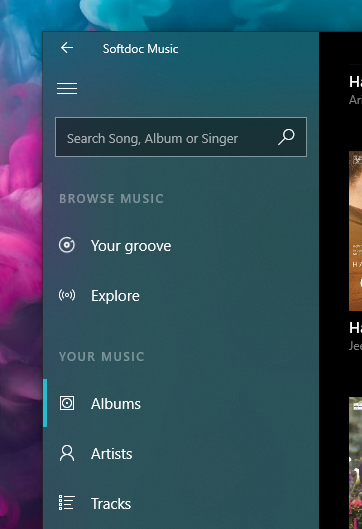 Softdoc Music
Search Song, Album or Singer
BROWSE MUSIC
Your groove
Explore
YOUR MUSIC
Albums
Artists
Tracks
Ha
Ar
Ha
Jee